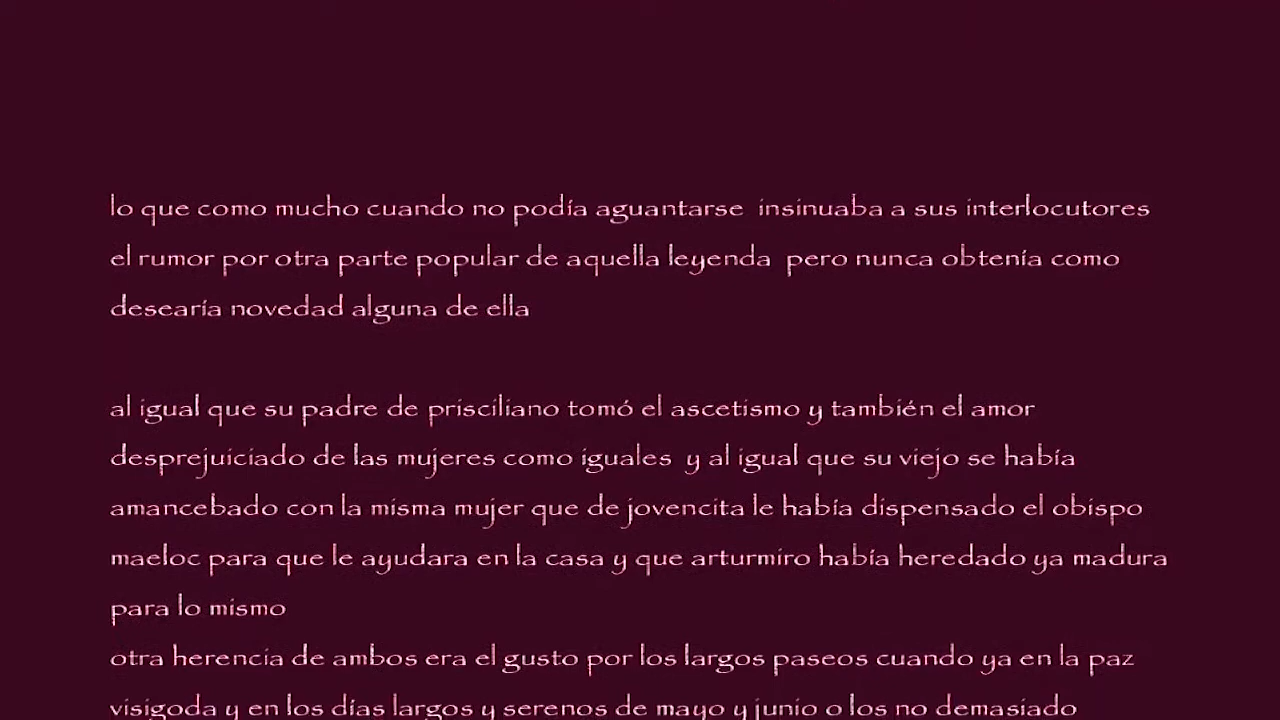 lo que como mucho cuando no podía aguantarse  insinuaba a sus interlocutores
el rumor por otra parte popular de aquella leyenda  pero nunca obtenía como
desearía novedad alguna de ella
al igual que su padre de prisciliano tomó el ascetismo y también el amor
desprejuiciado de las mujeres como iguales  y al igual que su viejo se había
amancebado con la misma mujer que de jovencita le había dispensado el obispo
maeloc para que le ayudara en la casa y que arturmiro había heredado ya madura
para lo mismo
otra herencia de ambos era el gusto por los largos paseos cuando ya en la paz
visigoda y en los días largos y serenos de mayo y junio o los no demasiado